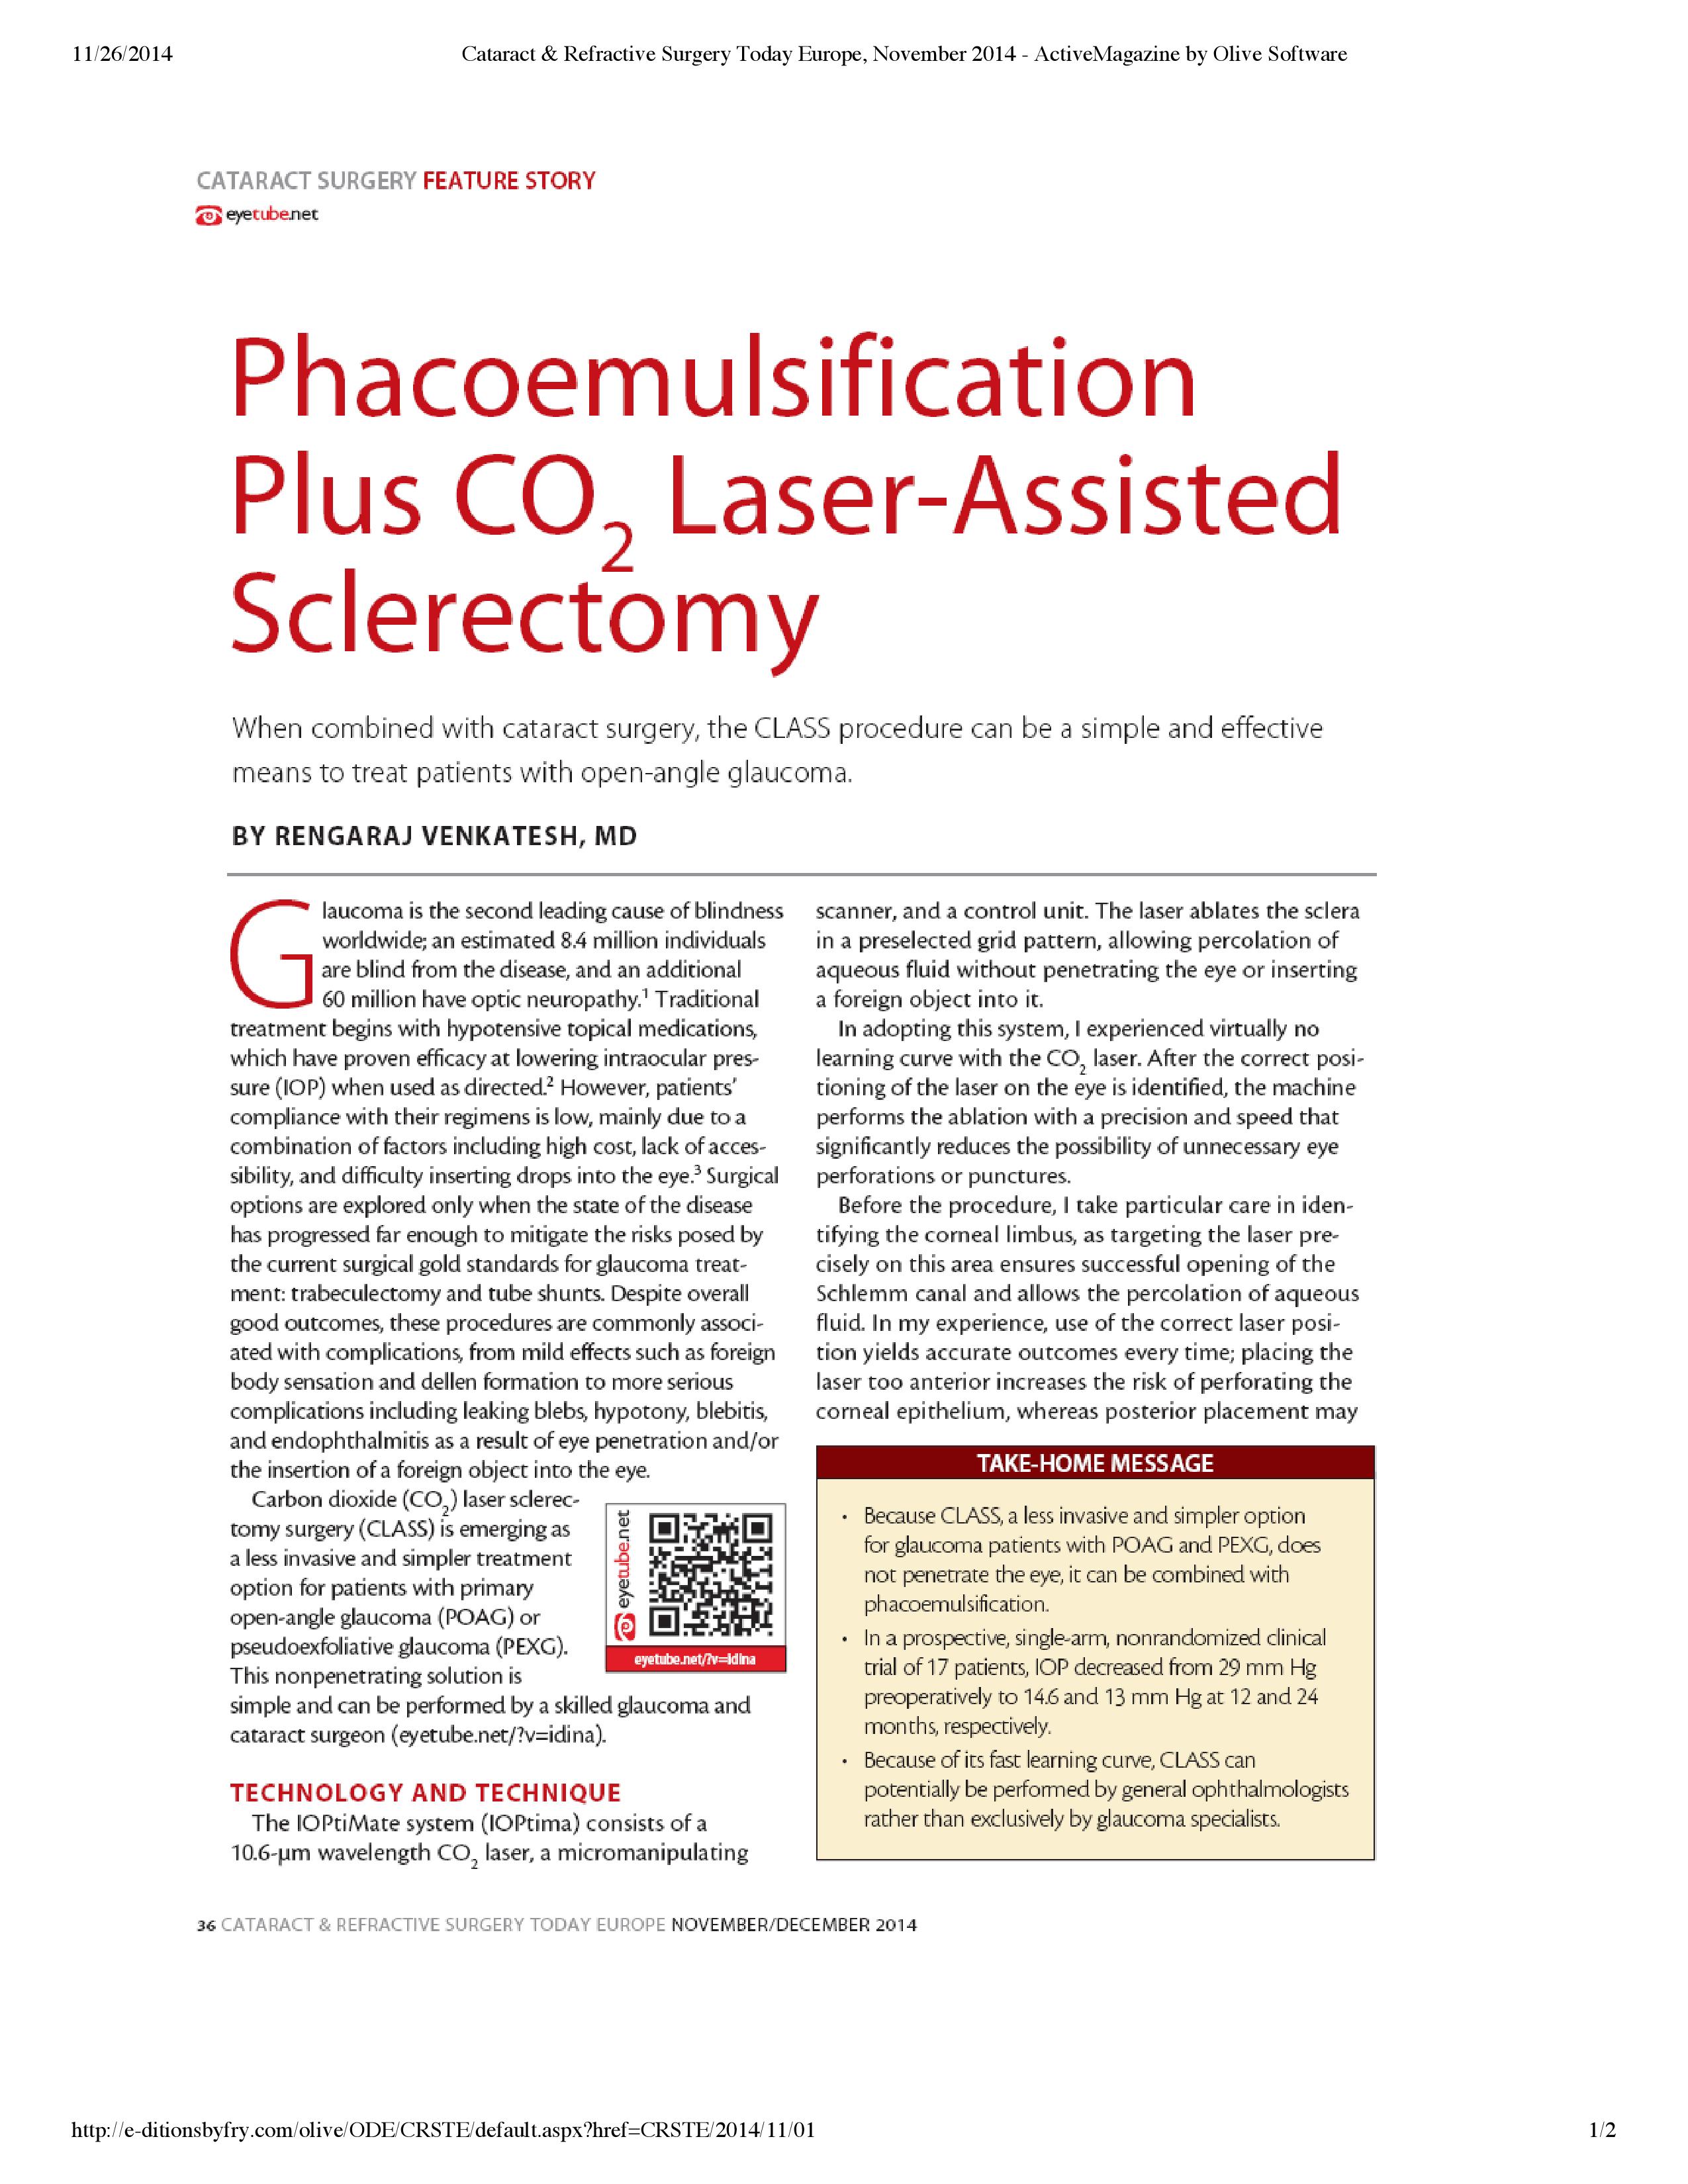 11/26/2014
Cataract & Refractive Surgery Today Europe, November 2014 - ActiveMagazine by Olive Software
CATARACT SURGERY FEATURE STORY
eyetube.net
Phacoemulsification
Plus CO2 Laser-Assisted
Sclerectomy
When combined with cataract surgery, the CLASS procedure can be a simple and effective
means to treat patients with open-angle glaucoma.
BY RENGARAJ VENKATESH, MD
Glaucoma is the second leading cause of blindness
worldwide; an estimated 8.4 million individuals
are blind from the disease, and an additional
60 million have optic neuropathy.1 Traditional
treatment begins with hypotensive topical medications,
which have proven efficacy at lowering intraocular pres-
sure (IOP) when used as directed.2 However, patients'
compliance with their regimens is low, mainly due to a
combination of factors including high cost, lack of acces-
sibility, and difficulty inserting drops into the eye.3 Surgical
options are explored only when the state of the disease
has progressed far enough to mitigate the risks posed by
the current surgical gold standards for glaucoma treat-
ment: trabeculectomy and tube shunts. Despite overall
good outcomes, these procedures are commonly associ-
ated with complications, from mild effects such as foreign
body sensation and dellen formation to more serious
complications including leaking blebs, hypotony, blebitis,
and endophthalmitis as a result of eye penetration and/or
the insertion of a foreign object into the eye.
Carbon dioxide (CO2) laser sclerec-
tomy surgery (CLASS) is emerging as
a less invasive and simpler treatment
option for patients with primary
open-angle glaucoma (POAG) or
pseudoexfoliative glaucoma (PEXG).
This nonpenetrating solution is
simple and can be performed by a skilled glaucoma and
cataract surgeon (eyetube.net/?v=idina).
eyetube.net
eyetube.net/?v=idina
TECHNOLOGY AND TECHNIQUE
The IOPtiMate system (IOPtima) consists of a
10.6-µm wavelength CO2 laser, a micromanipulating
scanner, and a control unit. The laser ablates the sclera
in a preselected grid pattern, allowing percolation of
aqueous fluid without penetrating the eye or inserting
a foreign object into it.
In adopting this system, I experienced virtually no
learning curve with the CO2 laser. After the correct posi-
tioning of the laser on the eye is identified, the machine
performs the ablation with a precision and speed that
significantly reduces the possibility of unnecessary eye
perforations or punctures.
Before the procedure, I take particular care in iden-
tifying the corneal limbus, as targeting the laser pre-
cisely on this area ensures successful opening of the
Schlemm canal and allows the percolation of aqueous
fluid. In my experience, use of the correct laser posi-
tion yields accurate outcomes every time; placing the
laser too anterior increases the risk of perforating the
corneal epithelium, whereas posterior placement may
TAKE-HOME MESSAGE
• Because CLASS, a less invasive and simpler option
for glaucoma patients with POAG and PEXG, does
not penetrate the eye, it can be combined with
phacoemulsification.
• In a prospective, single-arm, nonrandomized clinical
trial of 17 patients, IOP decreased from 29 mm Hg
preoperatively to 14.6 and 13 mm Hg at 12 and 24
months, respectively.
• Because of its fast learning curve, CLASS can
potentially be performed by general ophthalmologists
rather than exclusively by glaucoma specialists.
36 CATARACT & REFRACTIVE SURGERY TODAY EUROPE NOVEMBER/DECEMBER 2014
http://e-ditionsbyfry.com/olive/ODE/CRSTE/default.aspx?href=CRSTE/2014/11/01
1/2